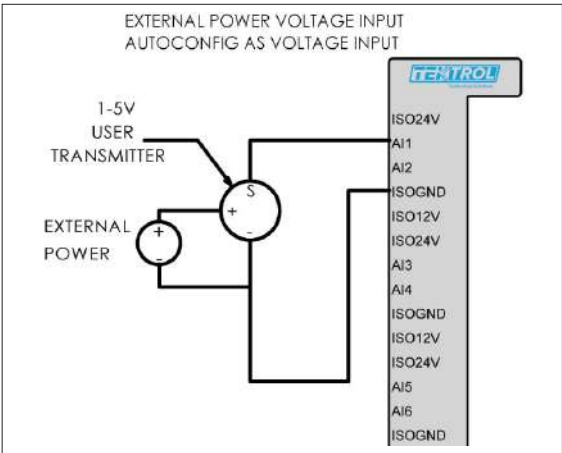 EXTERNAL POWER VOLTAGE INPUT
AUTOCONFIG AS VOLTAGE INPUT
TEKTROL
1-5V
USER
TRANSMITTER
S
+
-
EXTERNAL
POWER
+
-
ISO24V
AI1
AI2
ISOGND
ISO12V
ISO24V
AI3
AI4
ISOGND
ISO12V
ISO24V
AI5
AI6
ISOGND